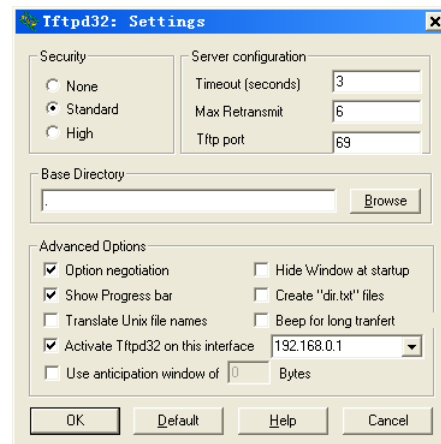 Tftpd32: Settings
Security
None
Standard
High
Server configuration
Timeout (seconds) 3
Max Retransmit 6
Tftp port 69
Base Directory
. Browse
Advanced Options
Option negotiation Hide Window at startup
Show Progress bar Create "dir.txt" files
Translate Unix file names Beep for long tranfert
Activate Tftpd32 on this interface 192.168.0.1
Use anticipation window of 0 Bytes
OK Default Help Cancel